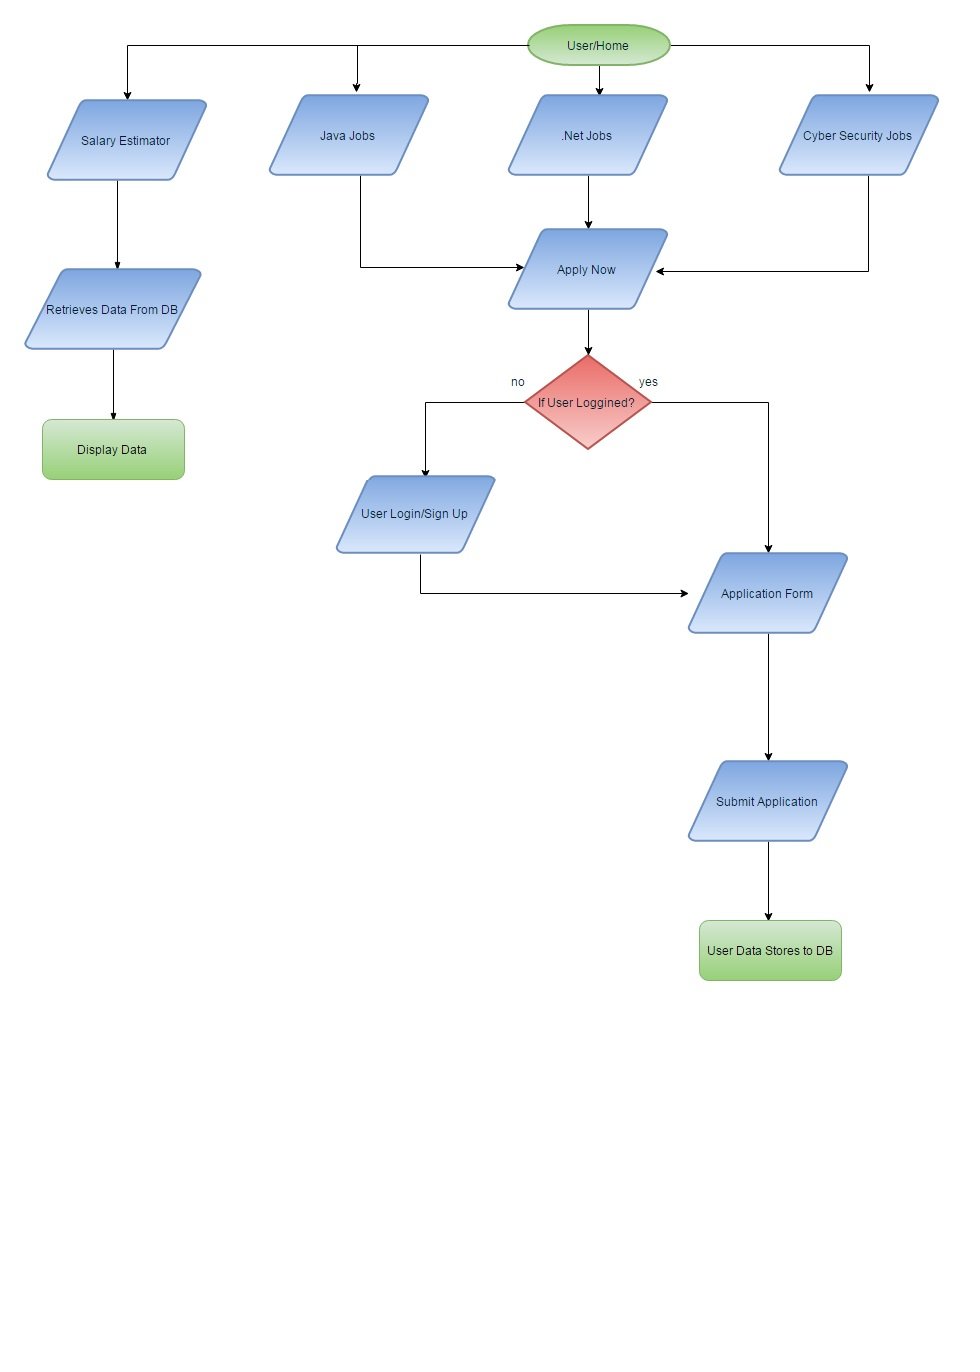 User/Home
Salary Estimator
Java Jobs
.Net Jobs
Cyber Security Jobs
Apply Now
Retrieves Data From DB
no
yes
If User Loggined?
Display Data
User Login/Sign Up
Application Form
Submit Application
User Data Stores to DB